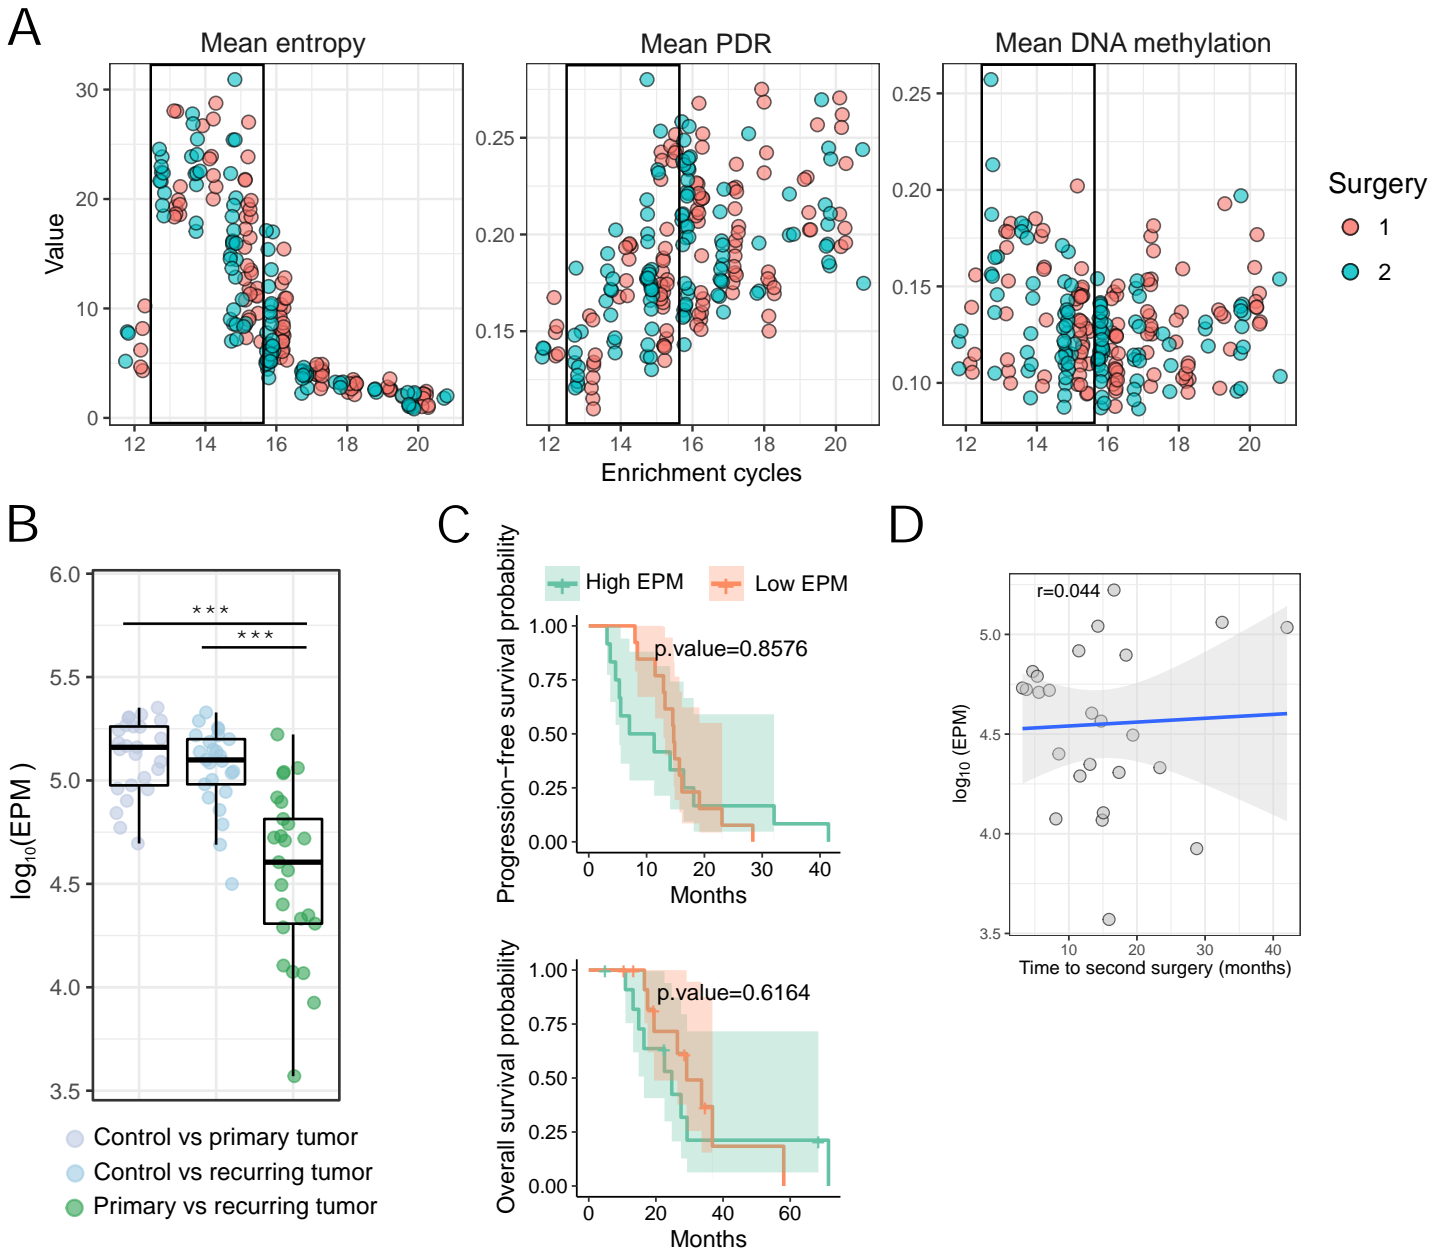 A
Mean entropy
Mean PDR
Mean DNA methylation
Value
30
20
10
0
12 14 16 18 20
0.25
0.20
0.15
12 14 16 18 20
0.25
0.20
0.15
0.10
12 14 16 18 20
Enrichment cycles
Surgery
1
2
B
log10(EPM )
6.0
5.5
5.0
4.5
4.0
3.5
***
***
Control vs primary tumor
Control vs recurring tumor
Primary vs recurring tumor
C
High EPM
Low EPM
Progression−free survival probability
1.00
0.75
0.50
0.25
0.00
p.value=0.8576
0 10 20 30 40
Months
Overall survival probability
1.00
0.75
0.50
0.25
0.00
p.value=0.6164
0 20 40 60
Months
D
log10 (EPM)
r=0.044
5.0
4.5
4.0
3.5
10 20 30 40
Time to second surgery (months)